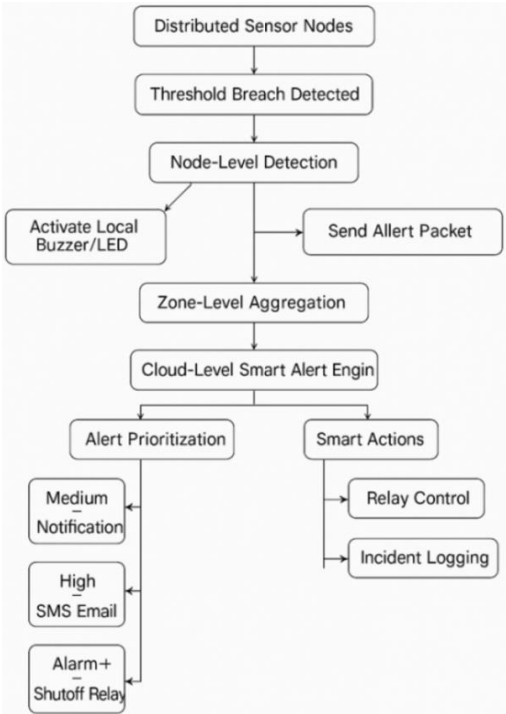 Distributed Sensor Nodes
Threshold Breach Detected
Node-Level Detection
Activate Local
Buzzer/LED
Send Allert Packet
Zone-Level Aggregation
Cloud-Level Smart Alert Engin
Alert Prioritization
Smart Actions
Medium
–
Notification
Relay Control
Incident Logging
High
–
SMS Email
Alarm+
Shutoff Relay